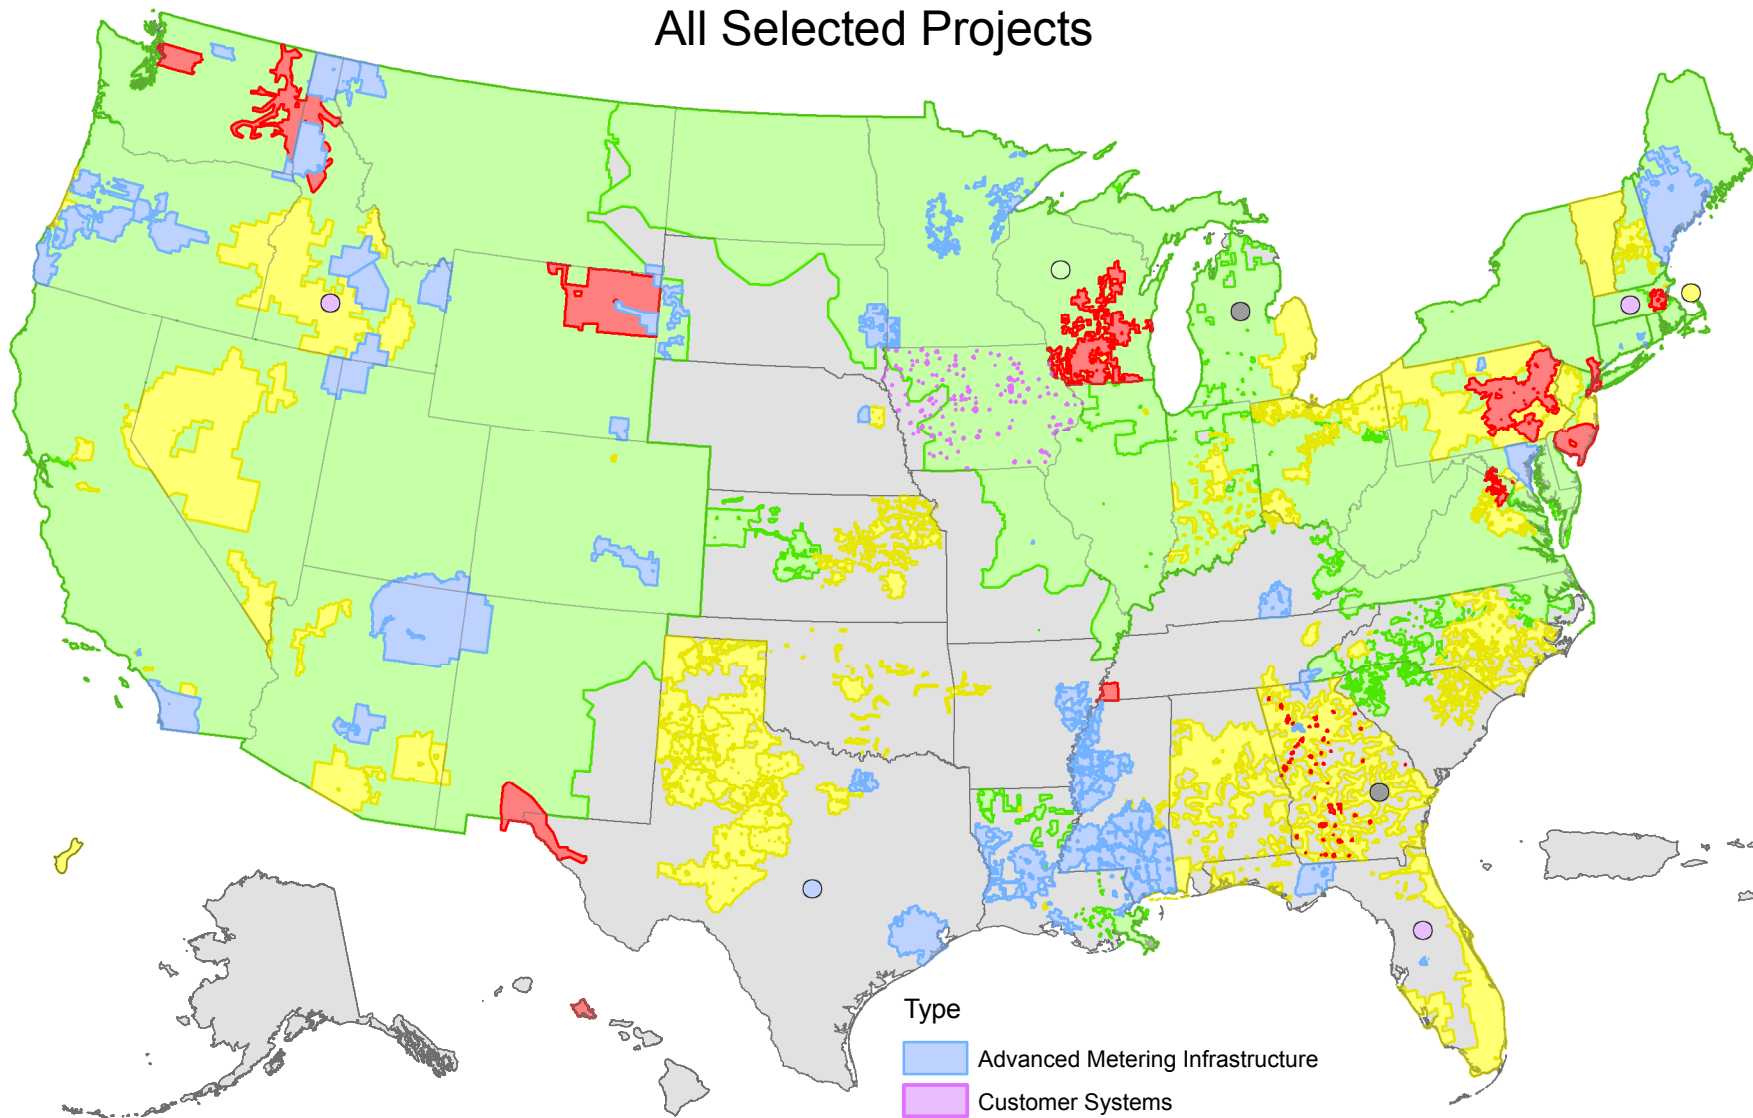 All Selected Projects
Type
Advanced Metering Infrastructure
Customer Systems